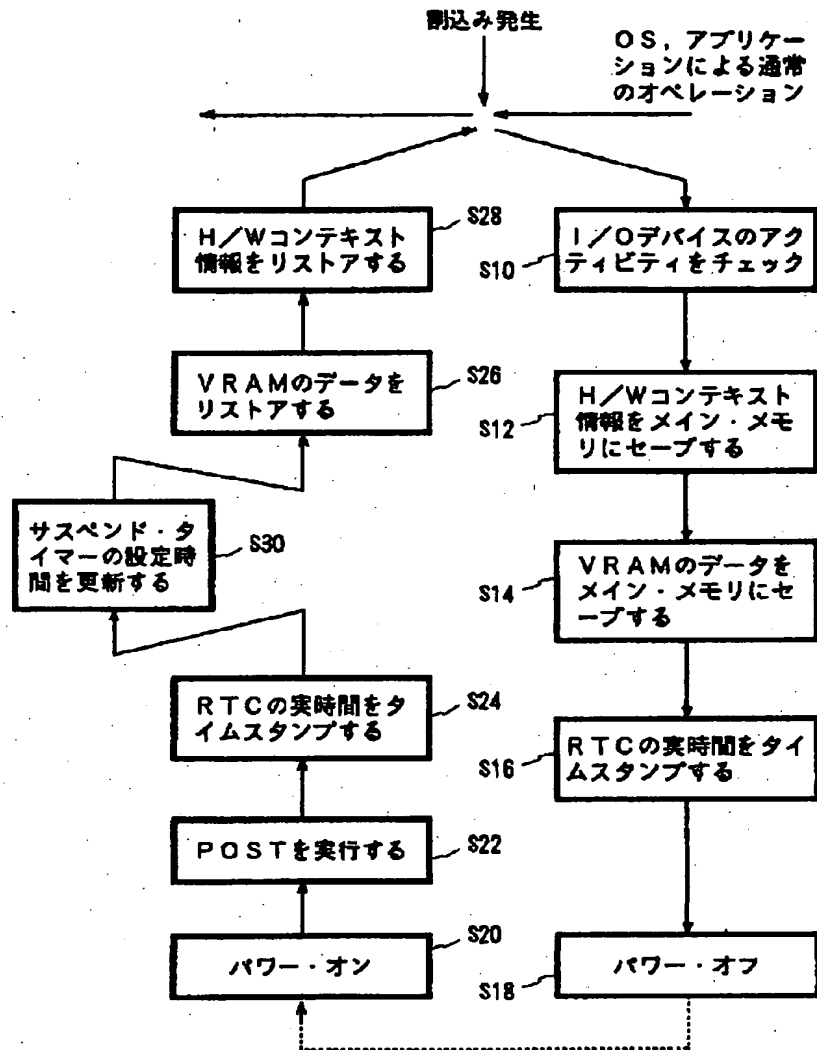 割込み発生
OS,アプリケー
ションによる通常
のオペレーション
H/Wコンテキスト
情報をリストアする
S28
I/Oデバイスのアク
ティビティをチェック
S10
VRAMのデータを
リストアする
S26
H/Wコンテキスト
情報をメイン・メモ
リにセーブする
S12
サスペンド・タ
イマーの設定時
間を更新する
S30
VRAMのデータを
メイン・メモリにセ
ーブする
S14
RTCの実時間をタ
イムスタンプする
S24
RTCの実時間をタイ
ムスタンプする
S16
POSTを実行する
S22
パワー・オン
S20
パワー・オフ
S18